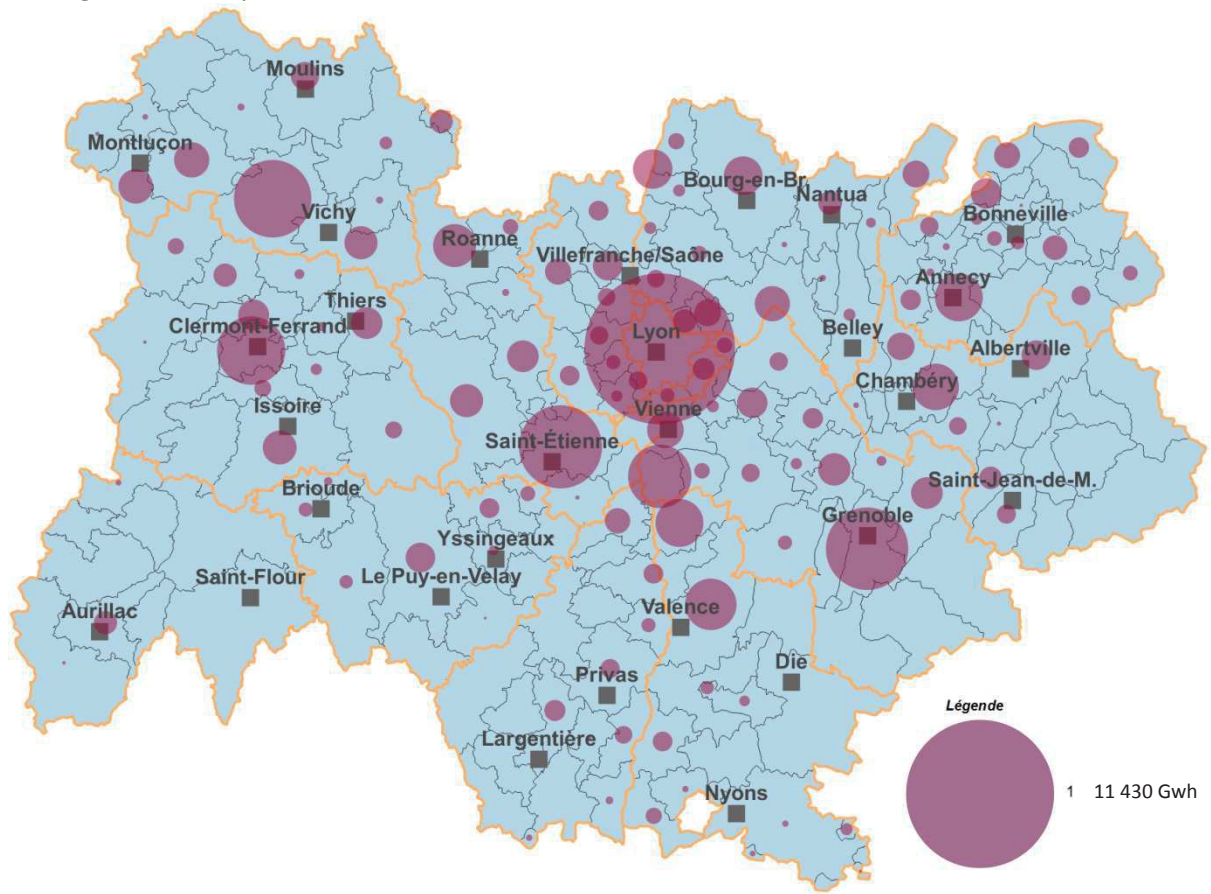 Moulins
Montluçon
Vichy
Roanne
Bourg-en-Br.
Nantua
Bonneville
Villefranche/Saône
Annecy
Thiers
Clermont-Ferrand
Lyon
Belley
Albertville
Chambéry
Issoire
Vienne
Saint-Étienne
Saint-Jean-de-M.
Brioude
Grenoble
Yssingeaux
Saint-Flour
Le Puy-en-Velay
Aurillac
Valence
Die
Privas
Largentière
Nyons
Légende
1 11 430 Gwh